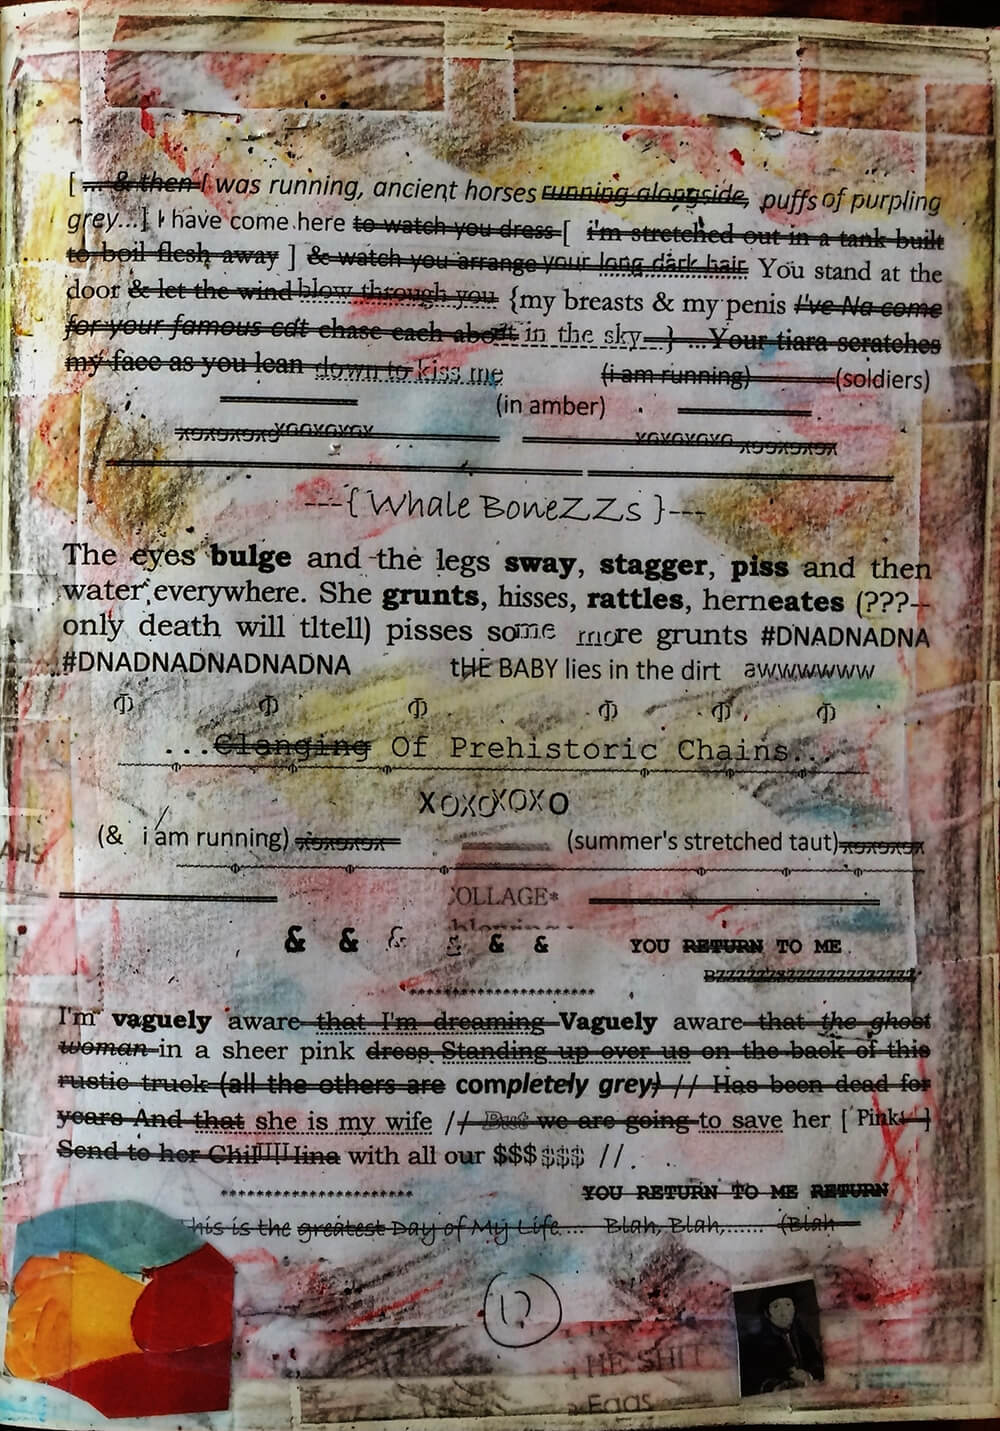 [ ... & then I was running, ancient horses running alongside, puffs of purpling
grey...] I have come here to watch you dress [ i'm stretched out in a tank built
to boil flesh away ] & watch you arrange your long dark hair You stand at the
door & let the wind blow through you {my breasts & my penis I've Na come
for your famous cdt chase each about in the sky } ...Your tiara scratches
my face as you lean down to kiss me (i am running) (soldiers)
(in amber)
xoxoxoxo xoxoxoxox xoxoxoxo xoxoxoxox
---{ Whale BoneZZs }---
The eyes bulge and the legs sway, stagger, piss and then
water everywhere. She grunts, hisses, rattles, herneates (???–
only death will tltell) pisses some more grunts #DNADNADNA
#DNADNADNADNADNA tHE BABY lies in the dirt awwwwww
Φ Φ Φ Φ Φ Φ
...Clanging Of Prehistoric Chains...
XOXOXOXO
(& i am running) xoxoxoxo (summer's stretched taut) xoxoxox
AHS
COLLAGE*
& & & & & & YOU RETURN TO ME
BZZZZZZZZZZZZZZZZZZZZ
I'm vaguely aware that I'm dreaming Vaguely aware that the ghost
woman in a sheer pink dress Standing up over us on the back of this
rustic truck (all the others are completely grey) // Has been dead for
years And that she is my wife // But we are going to save her [ Pink! ]
Send to her ChilIIIlina with all our $$$$$$ //.
YOU RETURN TO ME RETURN
This is the greatest Day of My Life.... Blah, Blah,...... (Blah
HE SHIT
Eggs